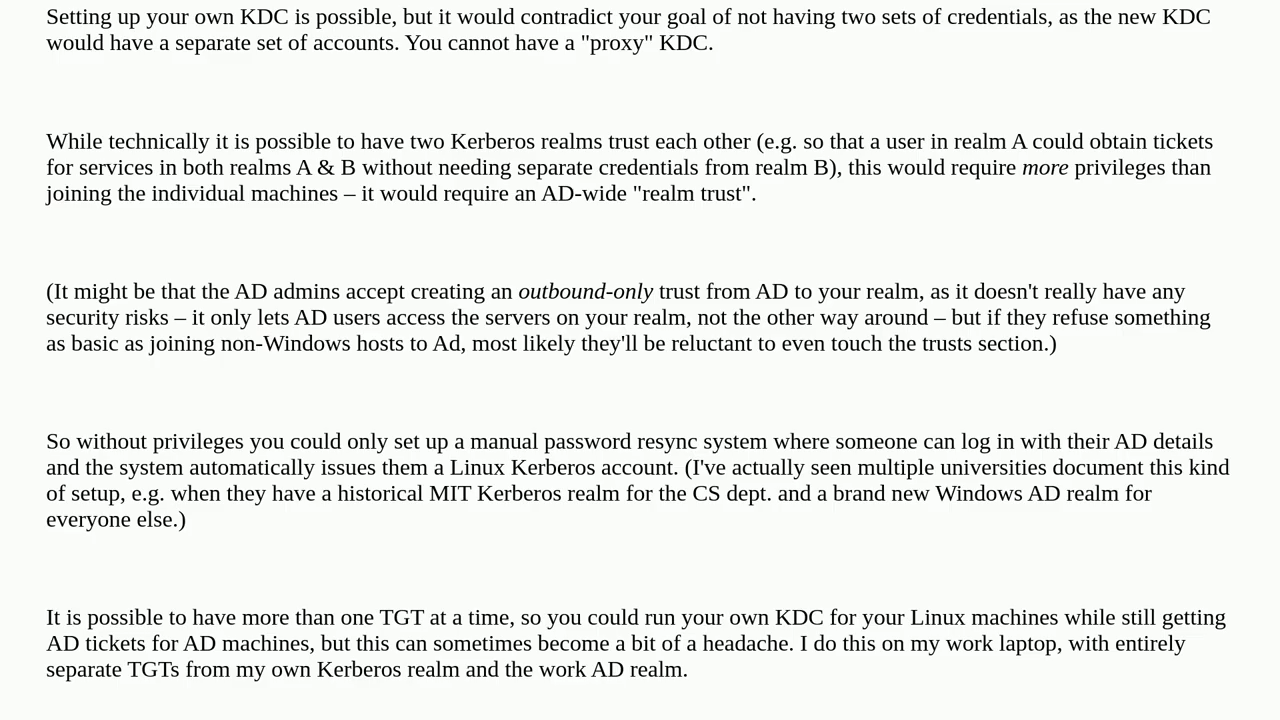 Setting up your own KDC is possible, but it would contradict your goal of not having two sets of credentials, as the new KDC
would have a separate set of accounts. You cannot have a "proxy" KDC.
While technically it is possible to have two Kerberos realms trust each other (e.g. so that a user in realm A could obtain tickets
for services in both realms A & B without needing separate credentials from realm B), this would require more privileges than
joining the individual machines – it would require an AD-wide "realm trust".
(It might be that the AD admins accept creating an outbound-only trust from AD to your realm, as it doesn't really have any
security risks – it only lets AD users access the servers on your realm, not the other way around – but if they refuse something
as basic as joining non-Windows hosts to Ad, most likely they'll be reluctant to even touch the trusts section.)
So without privileges you could only set up a manual password resync system where someone can log in with their AD details
and the system automatically issues them a Linux Kerberos account. (I've actually seen multiple universities document this kind
of setup, e.g. when they have a historical MIT Kerberos realm for the CS dept. and a brand new Windows AD realm for
everyone else.)
It is possible to have more than one TGT at a time, so you could run your own KDC for your Linux machines while still getting
AD tickets for AD machines, but this can sometimes become a bit of a headache. I do this on my work laptop, with entirely
separate TGTs from my own Kerberos realm and the work AD realm.